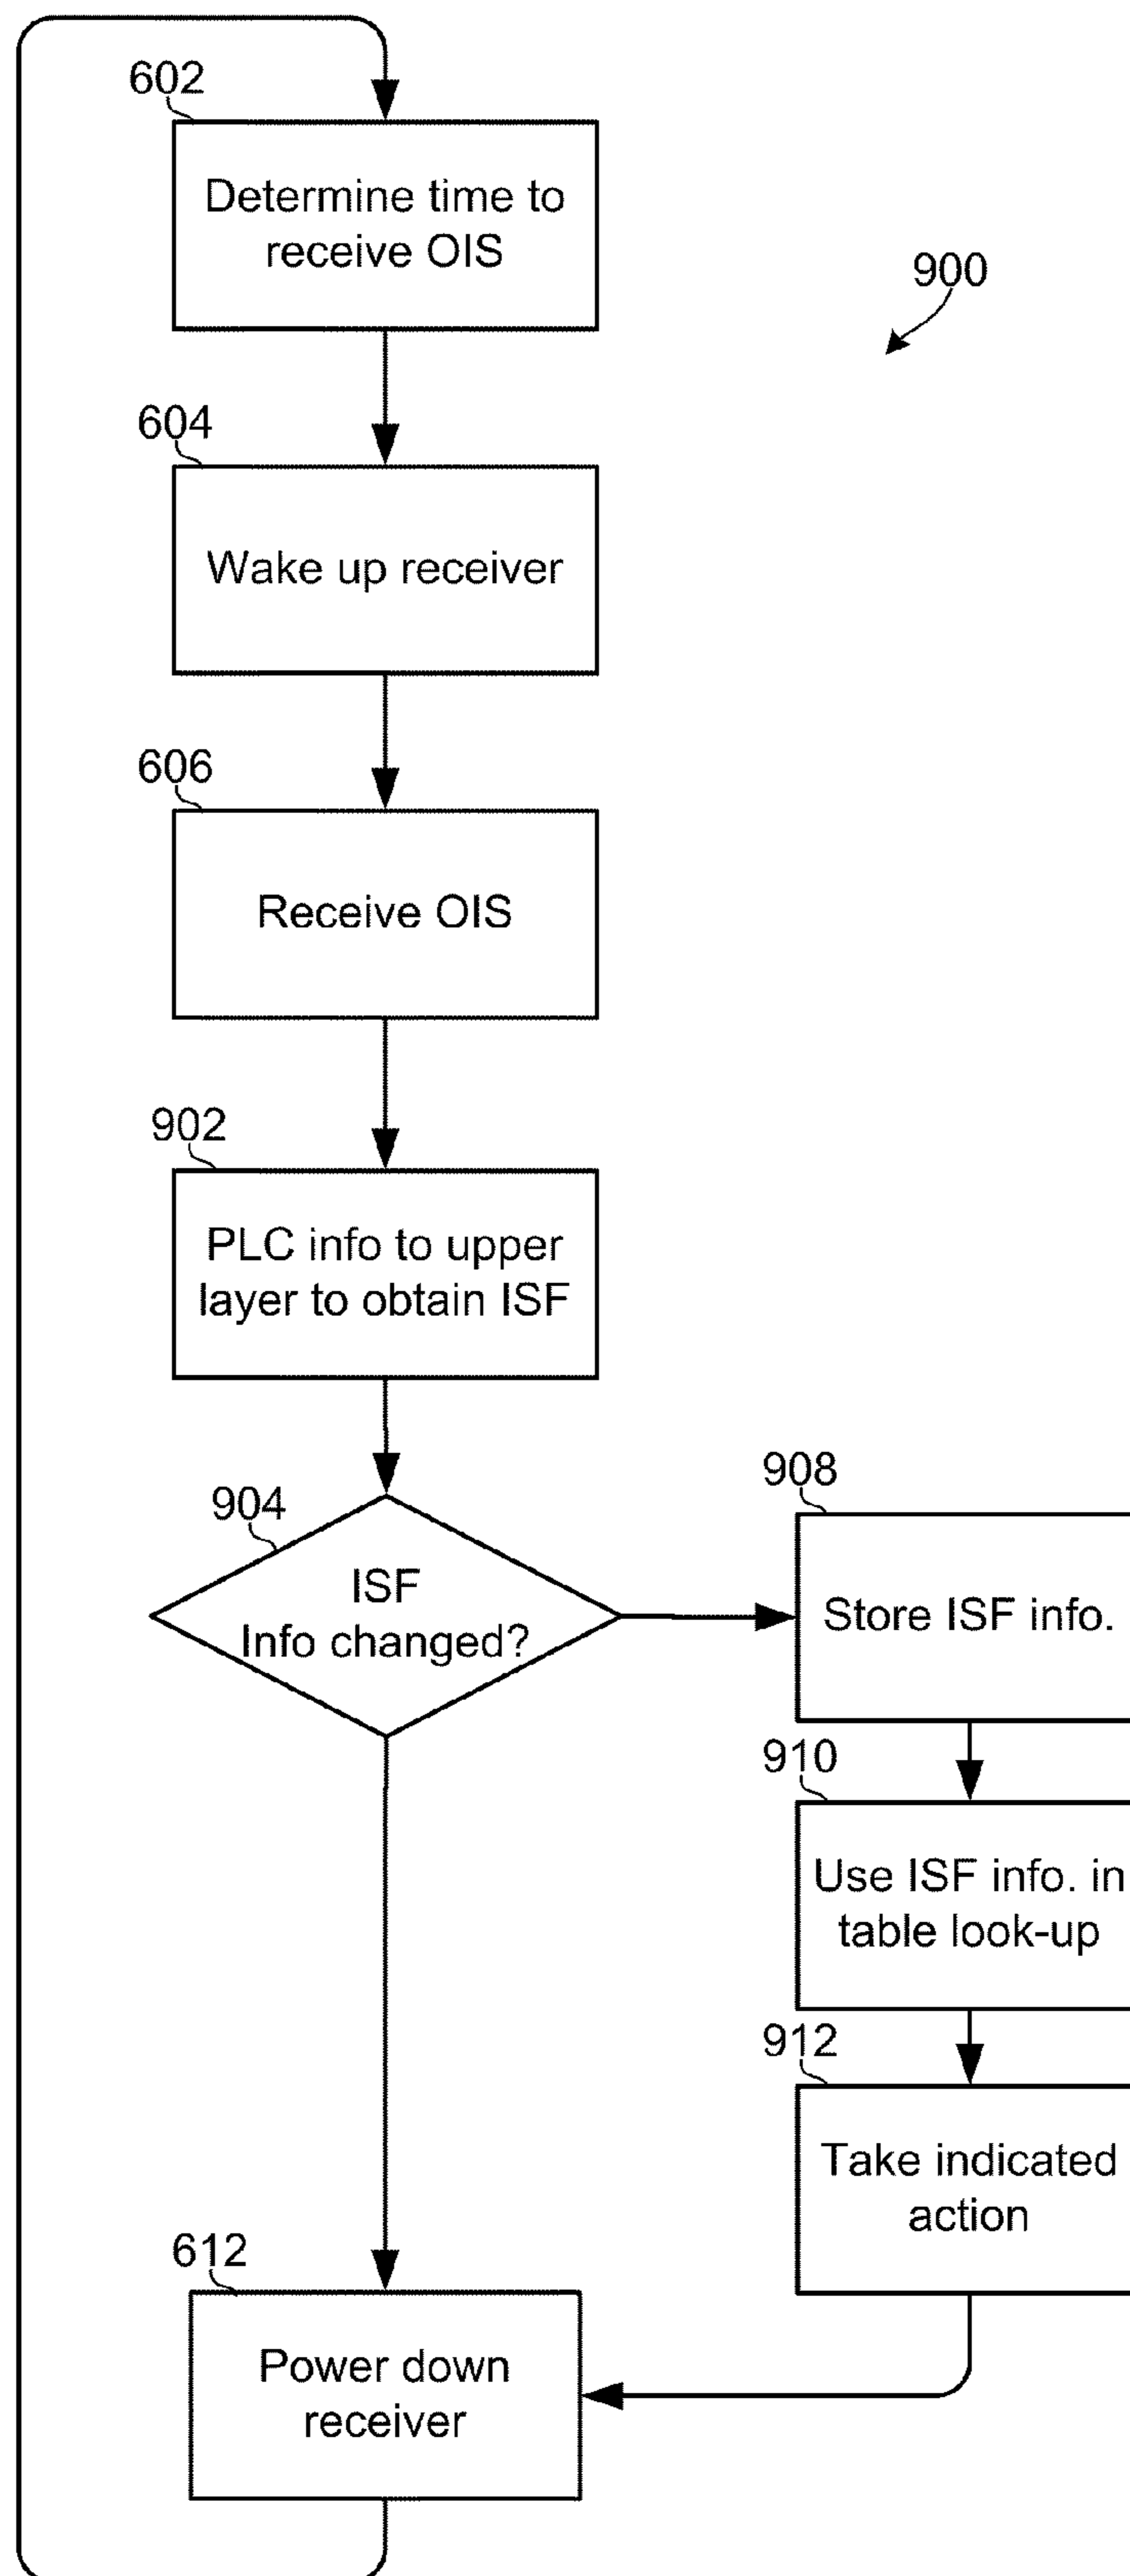 602
Determine time to
receive OIS
900
604
Wake up receiver
606
Receive OIS
902
PLC info to upper
layer to obtain ISF
904
ISF
Info changed?
908
Store ISF info.
910
Use ISF info. in
table look-up
912
Take indicated
action
612
Power down
receiver